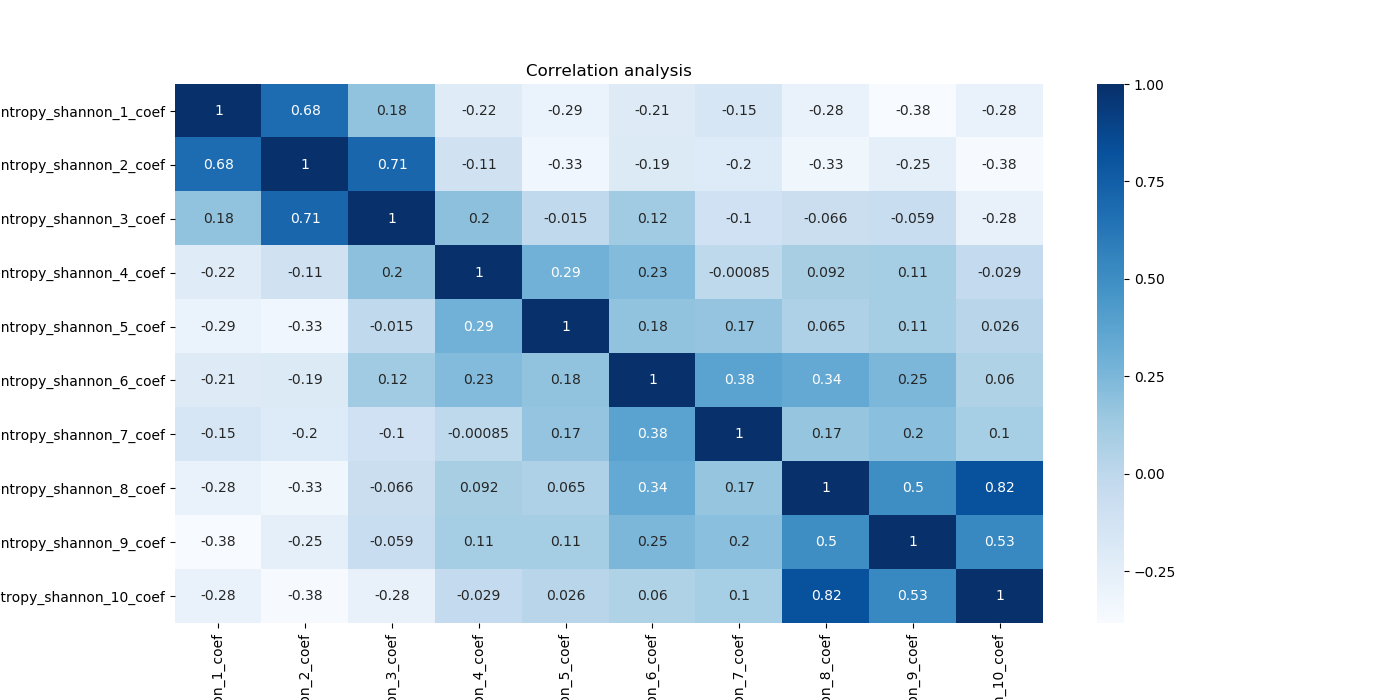 Correlation analysis
ntropy_shannon_1_coef 1 0.68 0.18 -0.22 -0.29 -0.21 -0.15 -0.28 -0.38 -0.28
ntropy_shannon_2_coef 0.68 1 0.71 -0.11 -0.33 -0.19 -0.2 -0.33 -0.25 -0.38
ntropy_shannon_3_coef 0.18 0.71 1 0.2 -0.015 0.12 -0.1 -0.066 -0.059 -0.28
ntropy_shannon_4_coef -0.22 -0.11 0.2 1 0.29 0.23 -0.00085 0.092 0.11 -0.029
ntropy_shannon_5_coef -0.29 -0.33 -0.015 0.29 1 0.18 0.17 0.065 0.11 0.026
ntropy_shannon_6_coef -0.21 -0.19 0.12 0.23 0.18 1 0.38 0.34 0.25 0.06
ntropy_shannon_7_coef -0.15 -0.2 -0.1 -0.00085 0.17 0.38 1 0.17 0.2 0.1
ntropy_shannon_8_coef -0.28 -0.33 -0.066 0.092 0.065 0.34 0.17 1 0.5 0.82
ntropy_shannon_9_coef -0.38 -0.25 -0.059 0.11 0.11 0.25 0.2 0.5 1 0.53
tropy_shannon_10_coef -0.28 -0.38 -0.28 -0.029 0.026 0.06 0.1 0.82 0.53 1
on_1_coef
on_2_coef
on_3_coef
on_4_coef
on_5_coef
on_6_coef
on_7_coef
on_8_coef
on_9_coef
n_10_coef
1.00
0.75
0.50
0.25
0.00
−0.25